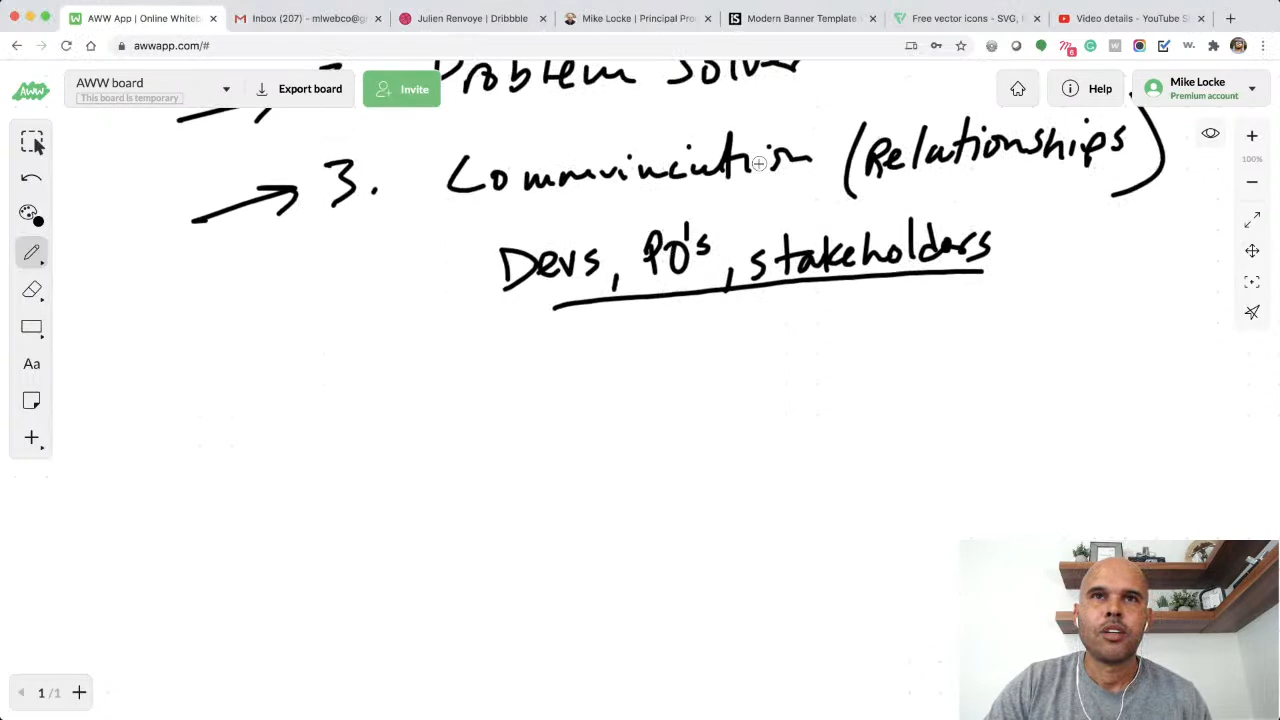 AWW App | Online Whiteb
Inbox (207) - mlwebco@g
Julien Renvoye | Dribbble
Mike Locke | Principal Pro
Modern Banner Template
Free vector icons - SVG,
Video details - YouTube S
awwapp.com/#
AWW board
This board is temporary
Export board
Invite
Help
Mike Locke
Premium account
Problem Solver
3. Commvinciution (Relationships)
Devs, PO's, stakeholders
100%
Aa
1/1